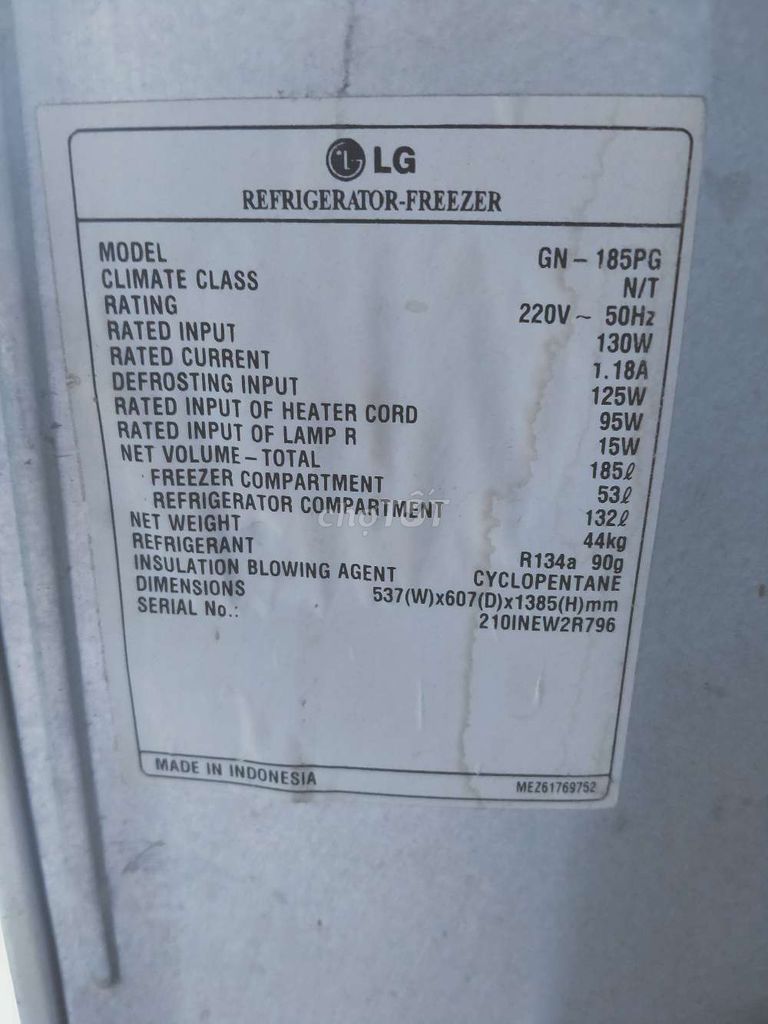 LG
REFRIGERATOR-FREEZER
MODEL GN-185PG
CLIMATE CLASS N/T
RATING 220V~ 50Hz
RATED INPUT 130W
RATED CURRENT 1.18A
DEFROSTING INPUT 125W
RATED INPUT OF HEATER CORD 95W
RATED INPUT OF LAMP R 15W
NET VOLUME-TOTAL 185ℓ
· FREEZER COMPARTMENT 53ℓ
· REFRIGERATOR COMPARTMENT 132ℓ
NET WEIGHT 44kg
REFRIGERANT R134a 90g
INSULATION BLOWING AGENT CYCLOPENTANE
DIMENSIONS 537(W)x607(D)x1385(H)mm
SERIAL No.: 210INEW2R796
MADE IN INDONESIA MEZ61769752
chợTỐT